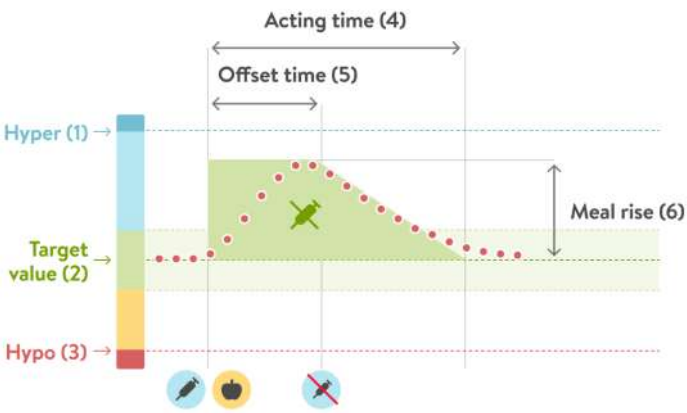 Acting time (4)
Offset time (5)
Hyper (1)
Meal rise (6)
Target
value (2)
Hypo (3)